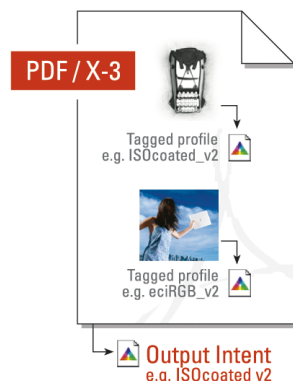 PDF / X-3
Tagged profile
e.g. ISOcoated_v2
Tagged profile
e.g. eciRGB_v2
Output Intent
e.g. ISOcoated v2